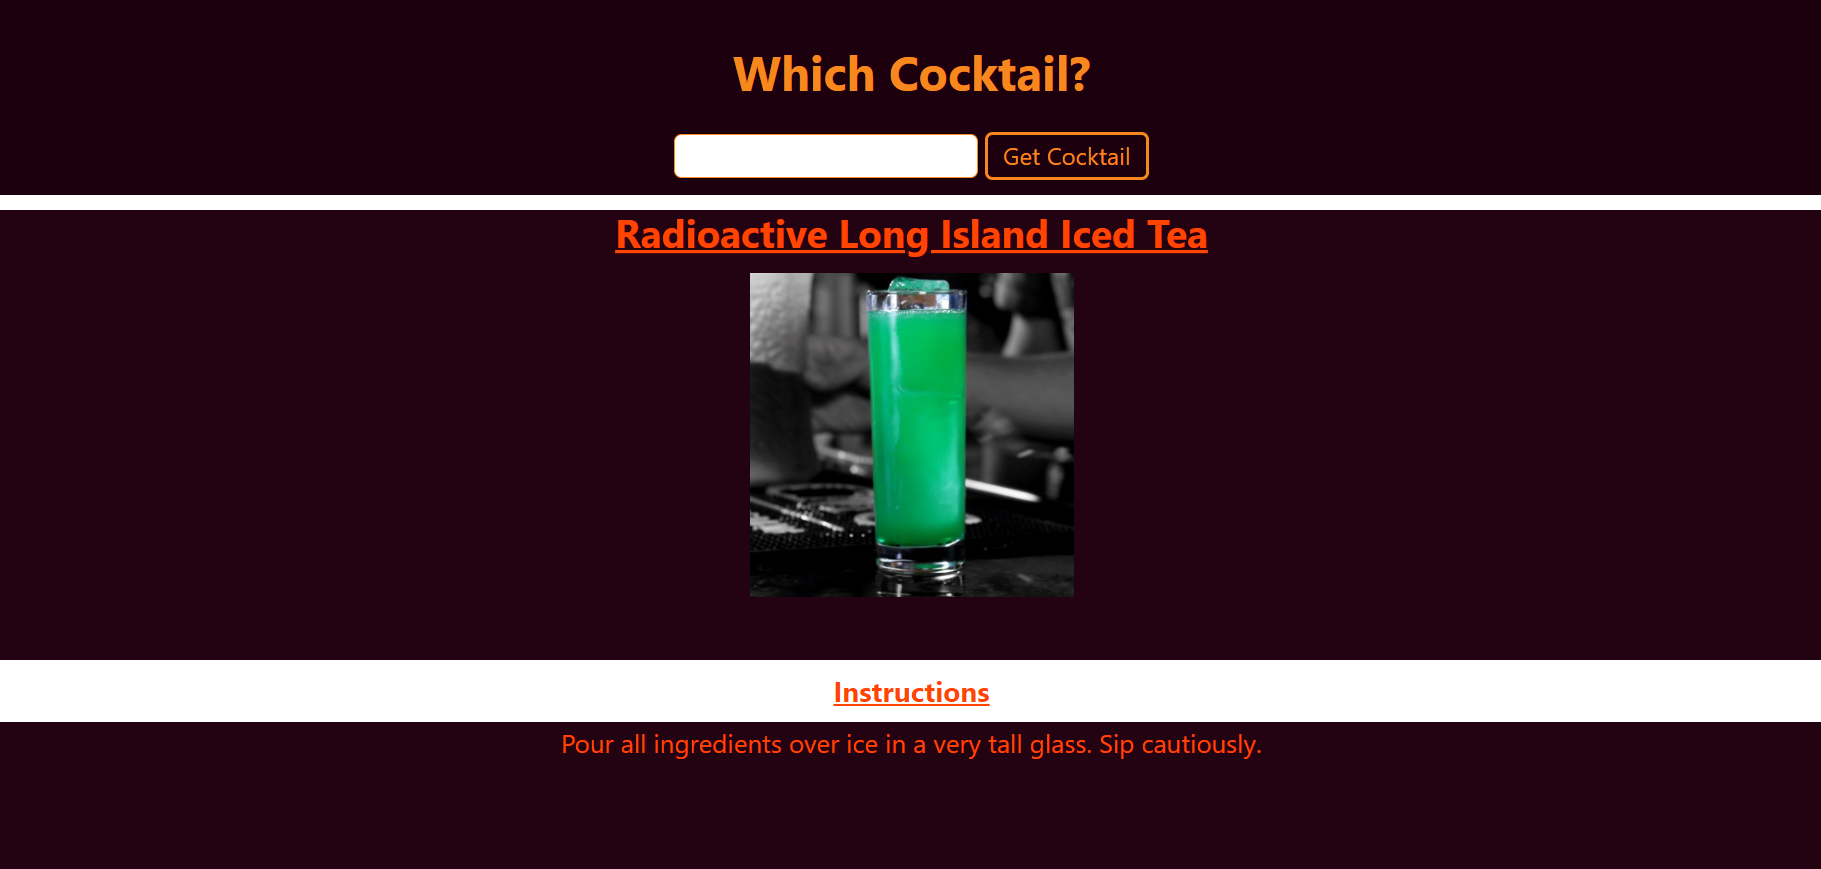 Which Cocktail?
Get Cocktail
Radioactive Long Island Iced Tea
Instructions
Pour all ingredients over ice in a very tall glass. Sip cautiously.